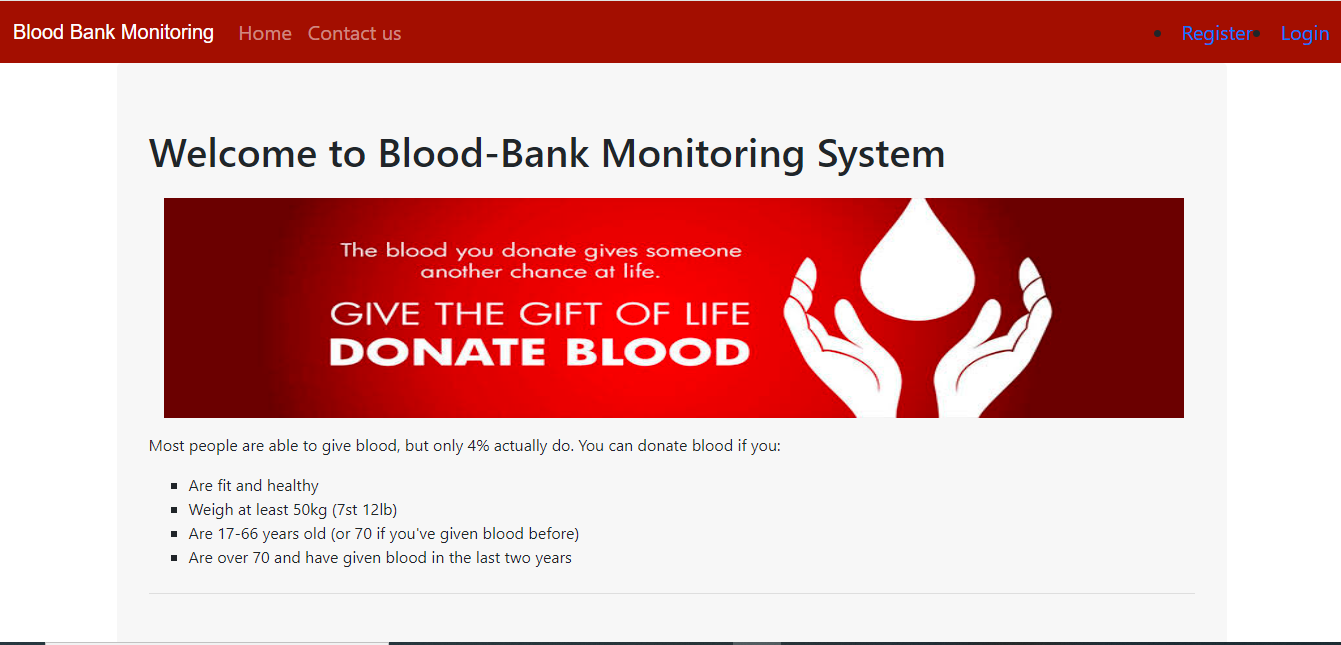 Blood Bank Monitoring Home Contact us Register Login
Welcome to Blood-Bank Monitoring System
The blood you donate gives someone
another chance at life.
GIVE THE GIFT OF LIFE
DONATE BLOOD
Most people are able to give blood, but only 4% actually do. You can donate blood if you:
Are fit and healthy
Weigh at least 50kg (7st 12lb)
Are 17-66 years old (or 70 if you've given blood before)
Are over 70 and have given blood in the last two years